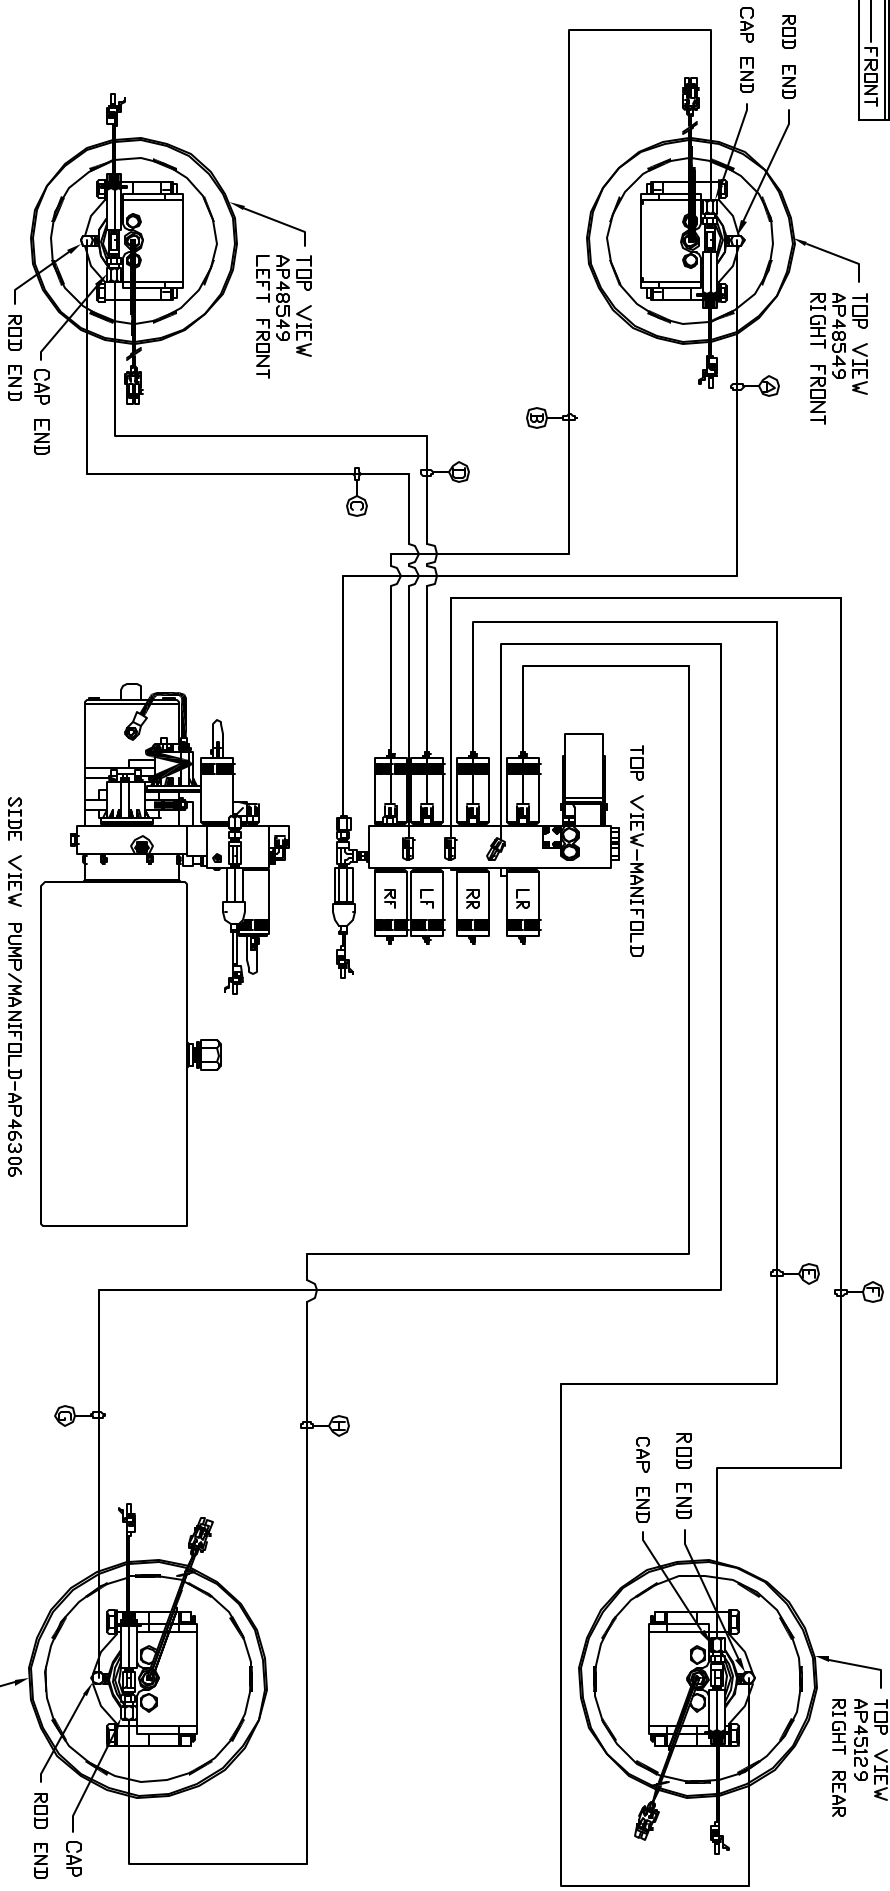 FRONT
ROD END
CAP END
TOP VIEW
AP48549
RIGHT FRONT
A
B
TOP VIEW
AP48549
LEFT FRONT
CAP END
ROD END
D
C
TOP VIEW-MANIFOLD
LR
RR
LF
RF
SIDE VIEW PUMP/MANIFOLD-AP46306
F
E
H
G
ROD END
CAP END
TOP VIEW
AP45129
RIGHT REAR
CAP
ROD END